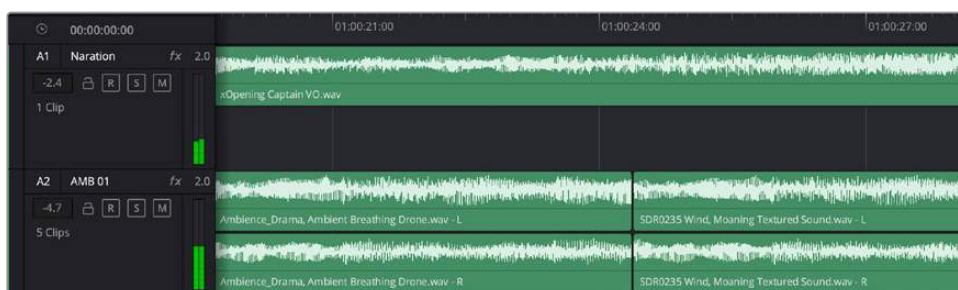 00:00:00:00 01:00:21:00 01:00:24:00 01:00:27:00
A1 Naration fx 2.0
-2.4 R S M
xOpening Captain VO.wav
1 Clip
A2 AMB 01 fx 2.0
-4.7 R S M
Ambience_Drama, Ambient Breathing Drone.wav - L SDR0235 Wind, Moaning Textured Sound.wav - L
5 Clips
Ambience_Drama, Ambient Breathing Drone.wav - R SDR0235 Wind, Moaning Textured Sound.wav - R